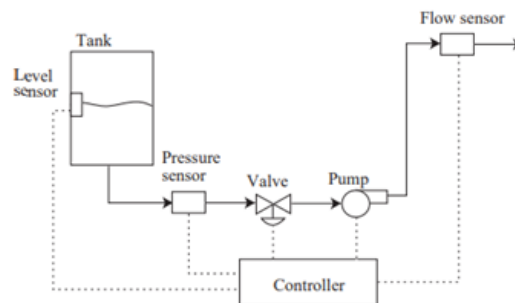 Flow sensor
Tank
Level
sensor
Pressure
sensor
Valve
Pump
Controller